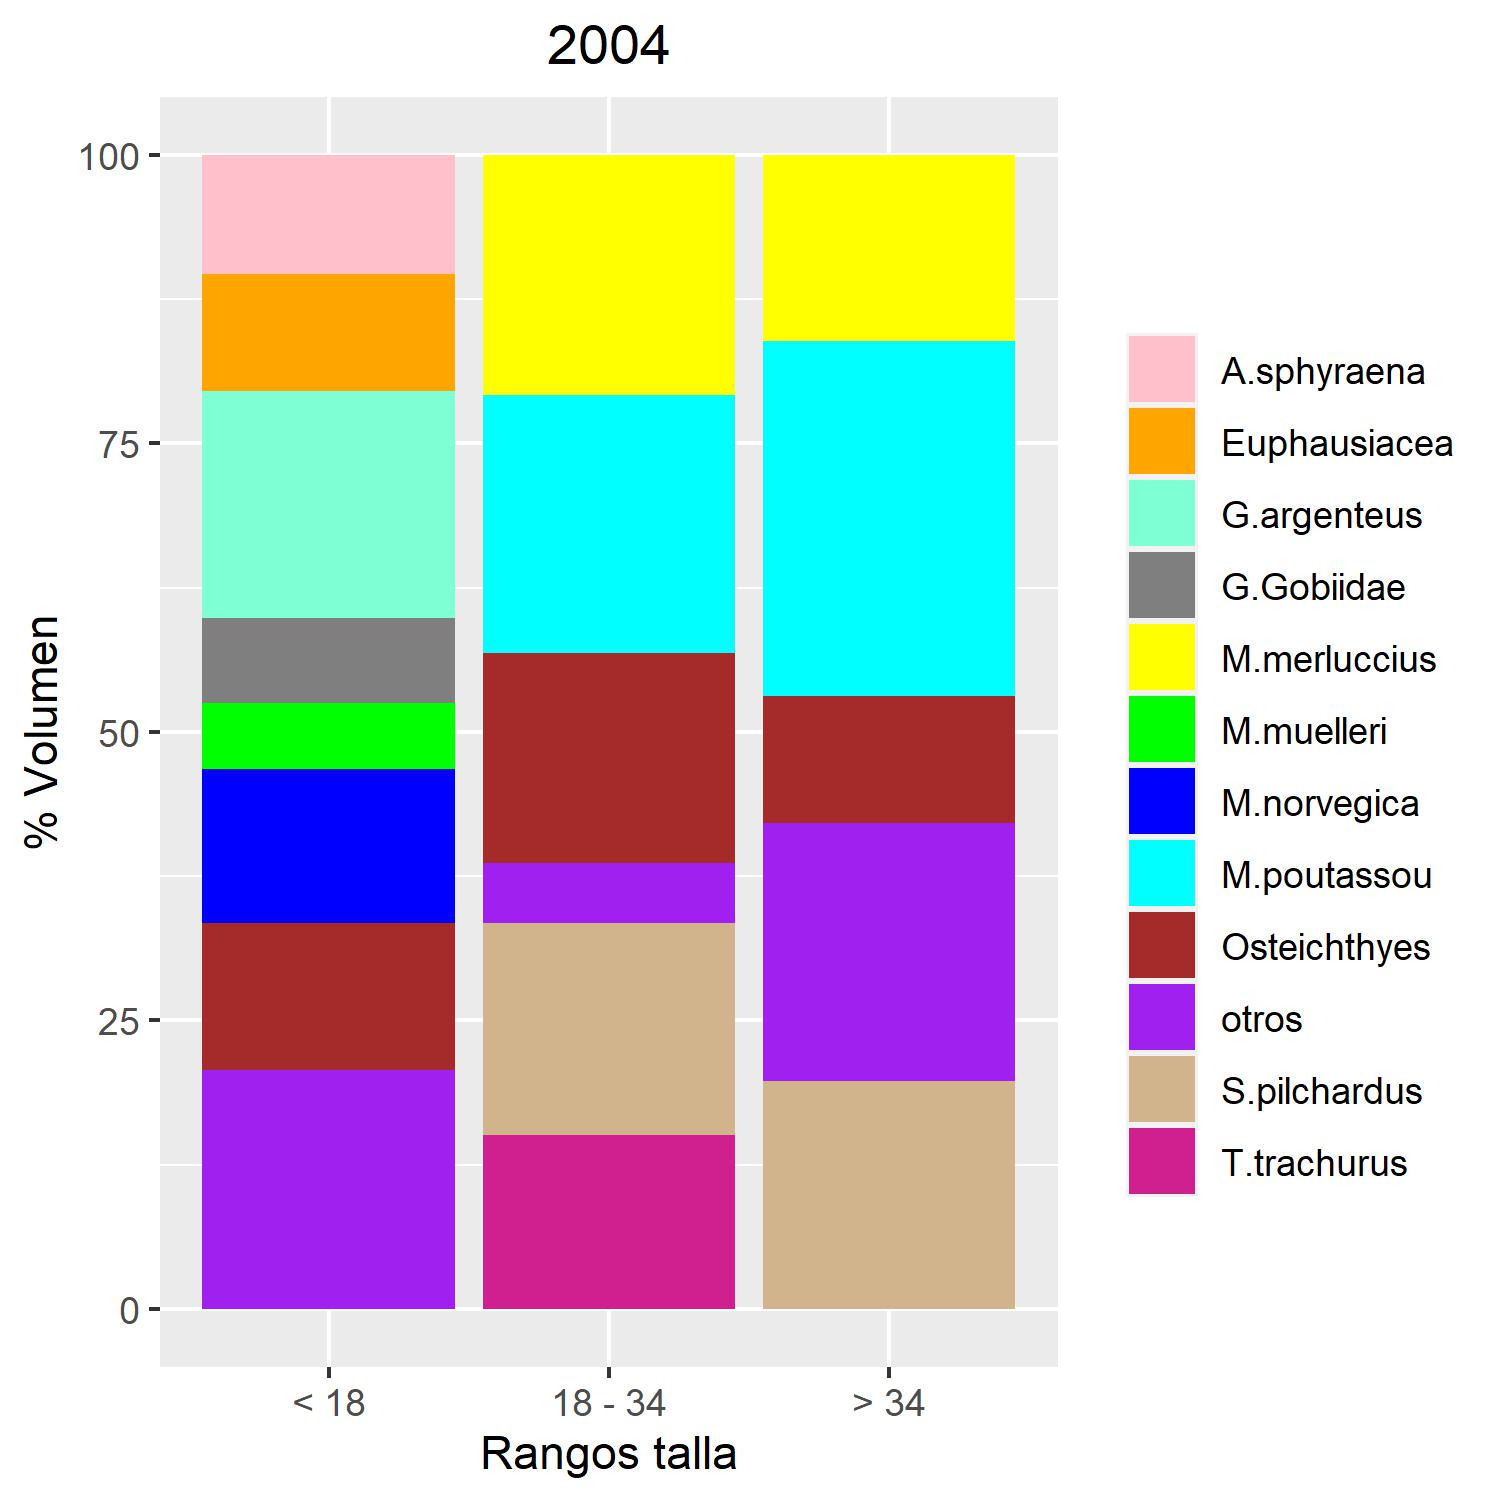 2004
% Volumen
100
75
50
25
0
< 18
18 - 34
> 34
Rangos talla
A.sphyraena
Euphausiacea
G.argenteus
G.Gobiidae
M.merluccius
M.muelleri
M.norvegica
M.poutassou
Osteichthyes
otros
S.pilchardus
T.trachurus